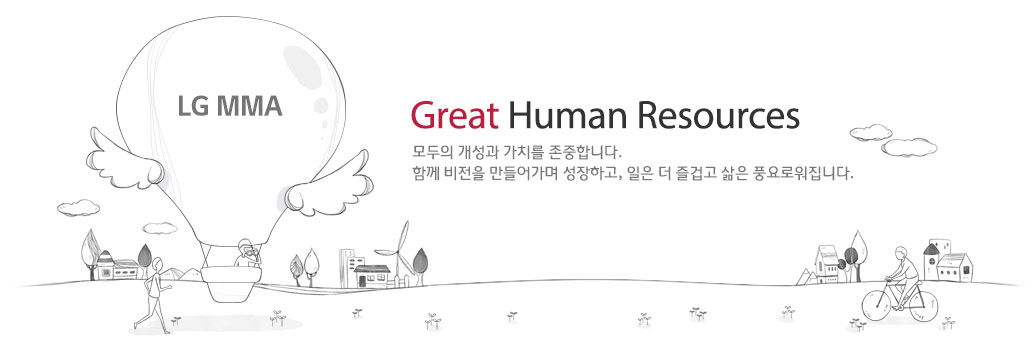 LG MMA
Great Human Resources
모두의 개성과 가치를 존중합니다.
함께 비전을 만들어가며 성장하고, 일은 더 즐겁고 삶은 풍요로워집니다.